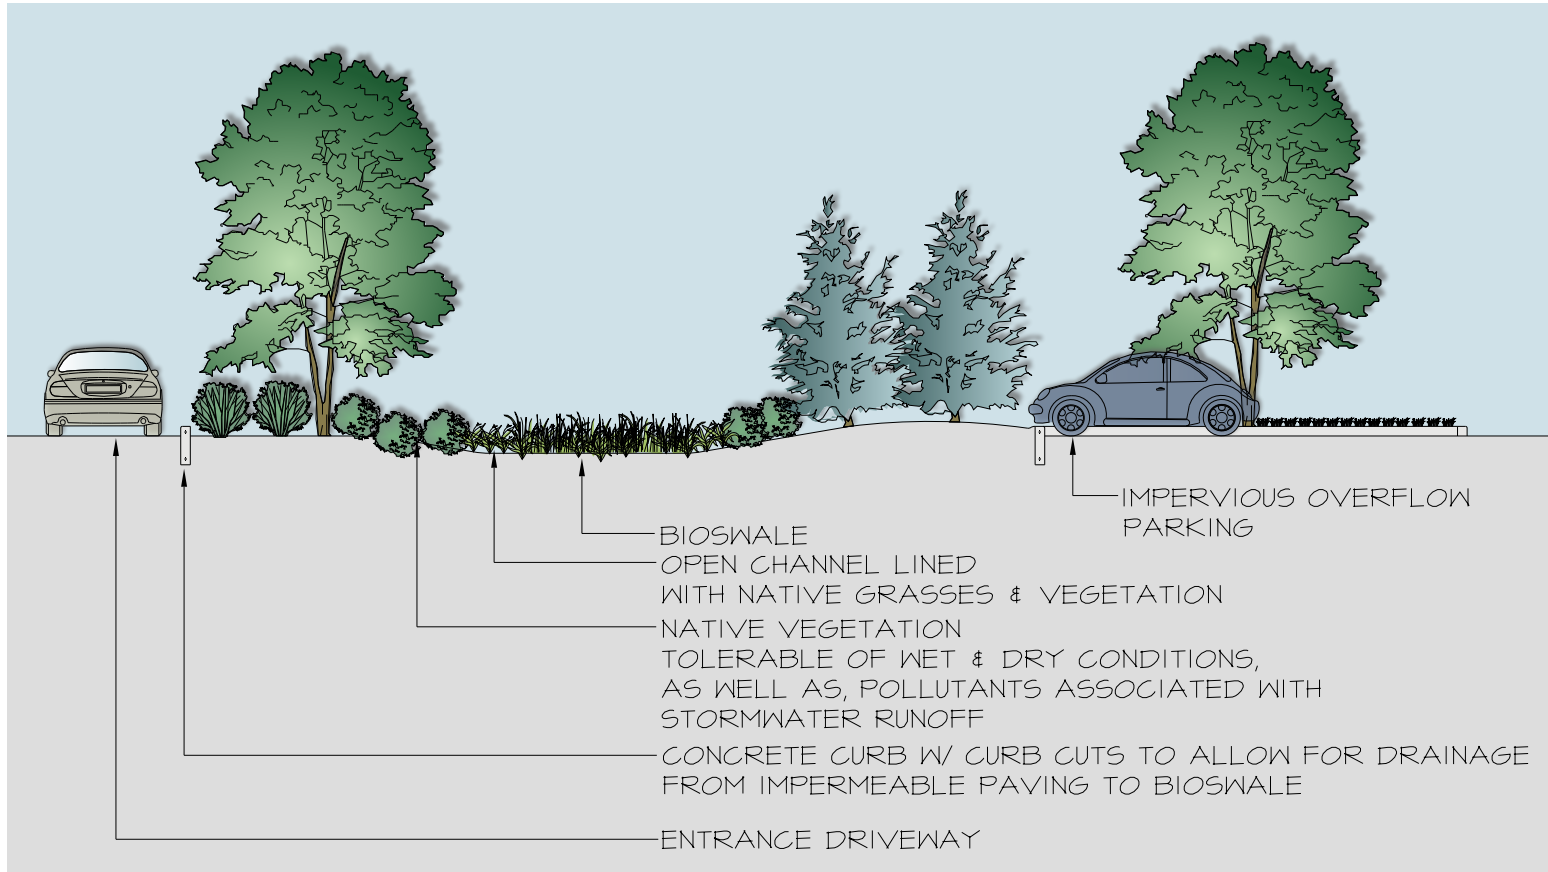 IMPERVIOUS OVERFLOW
PARKING
BIOSWALE
OPEN CHANNEL LINED
WITH NATIVE GRASSES & VEGETATION
NATIVE VEGETATION
TOLERABLE OF WET & DRY CONDITIONS,
AS WELL AS, POLLUTANTS ASSOCIATED WITH
STORMWATER RUNOFF
CONCRETE CURB W/ CURB CUTS TO ALLOW FOR DRAINAGE
FROM IMPERMEABLE PAVING TO BIOSWALE
ENTRANCE DRIVEWAY